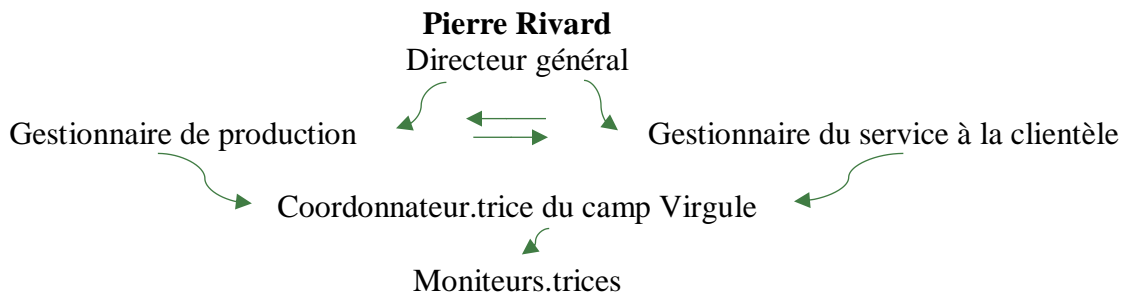 Pierre Rivard
Directeur général
Gestionnaire de production
Gestionnaire du service à la clientèle
Coordonnateur.trice du camp Virgule
Moniteurs.trices